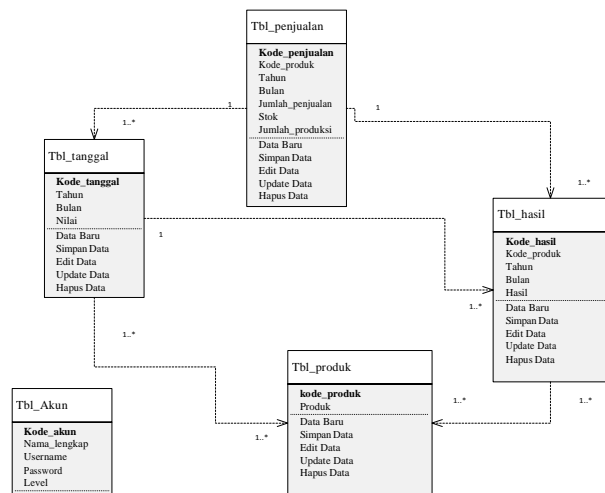 Tbl_penjualan
Kode_penjualan
Kode_produk
Tahun
Bulan
Jumlah_penjualan
Stok
Jumlah_produksi
Data Baru
Simpan Data
Edit Data
Update Data
Hapus Data
1
1..*
1
1..*
Tbl_tanggal
Kode_tanggal
Tahun
Bulan
Nilai
Data Baru
Simpan Data
Edit Data
Update Data
Hapus Data
1
1..*
Tbl_hasil
Kode_hasil
Kode_produk
Tahun
Bulan
Hasil
Data Baru
Simpan Data
Edit Data
Update Data
Hapus Data
1..*
1..*
1..*
1..*
Tbl_produk
kode_produk
Produk
Data Baru
Simpan Data
Edit Data
Update Data
Hapus Data
Tbl_Akun
Kode_akun
Nama_lengkap
Username
Password
Level